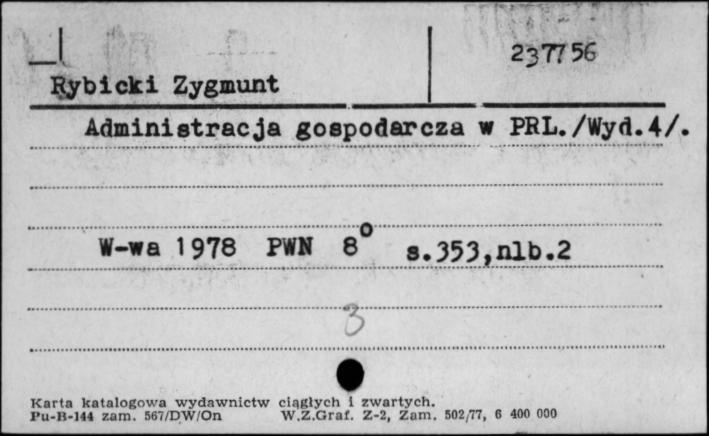 237756
Rybicki Zygmunt
Administracja gospodarcza w PRL./Wyd.4/.
W-wa 1978 PWN 8° s.353,nlb.2
3
Karta katalogowa wydawnictw ciągłych i zwartych.
Pu-B-144 zam. 567/DW/On W.Z.Graf. Z-2, Zam. 502/77, 6 400 000